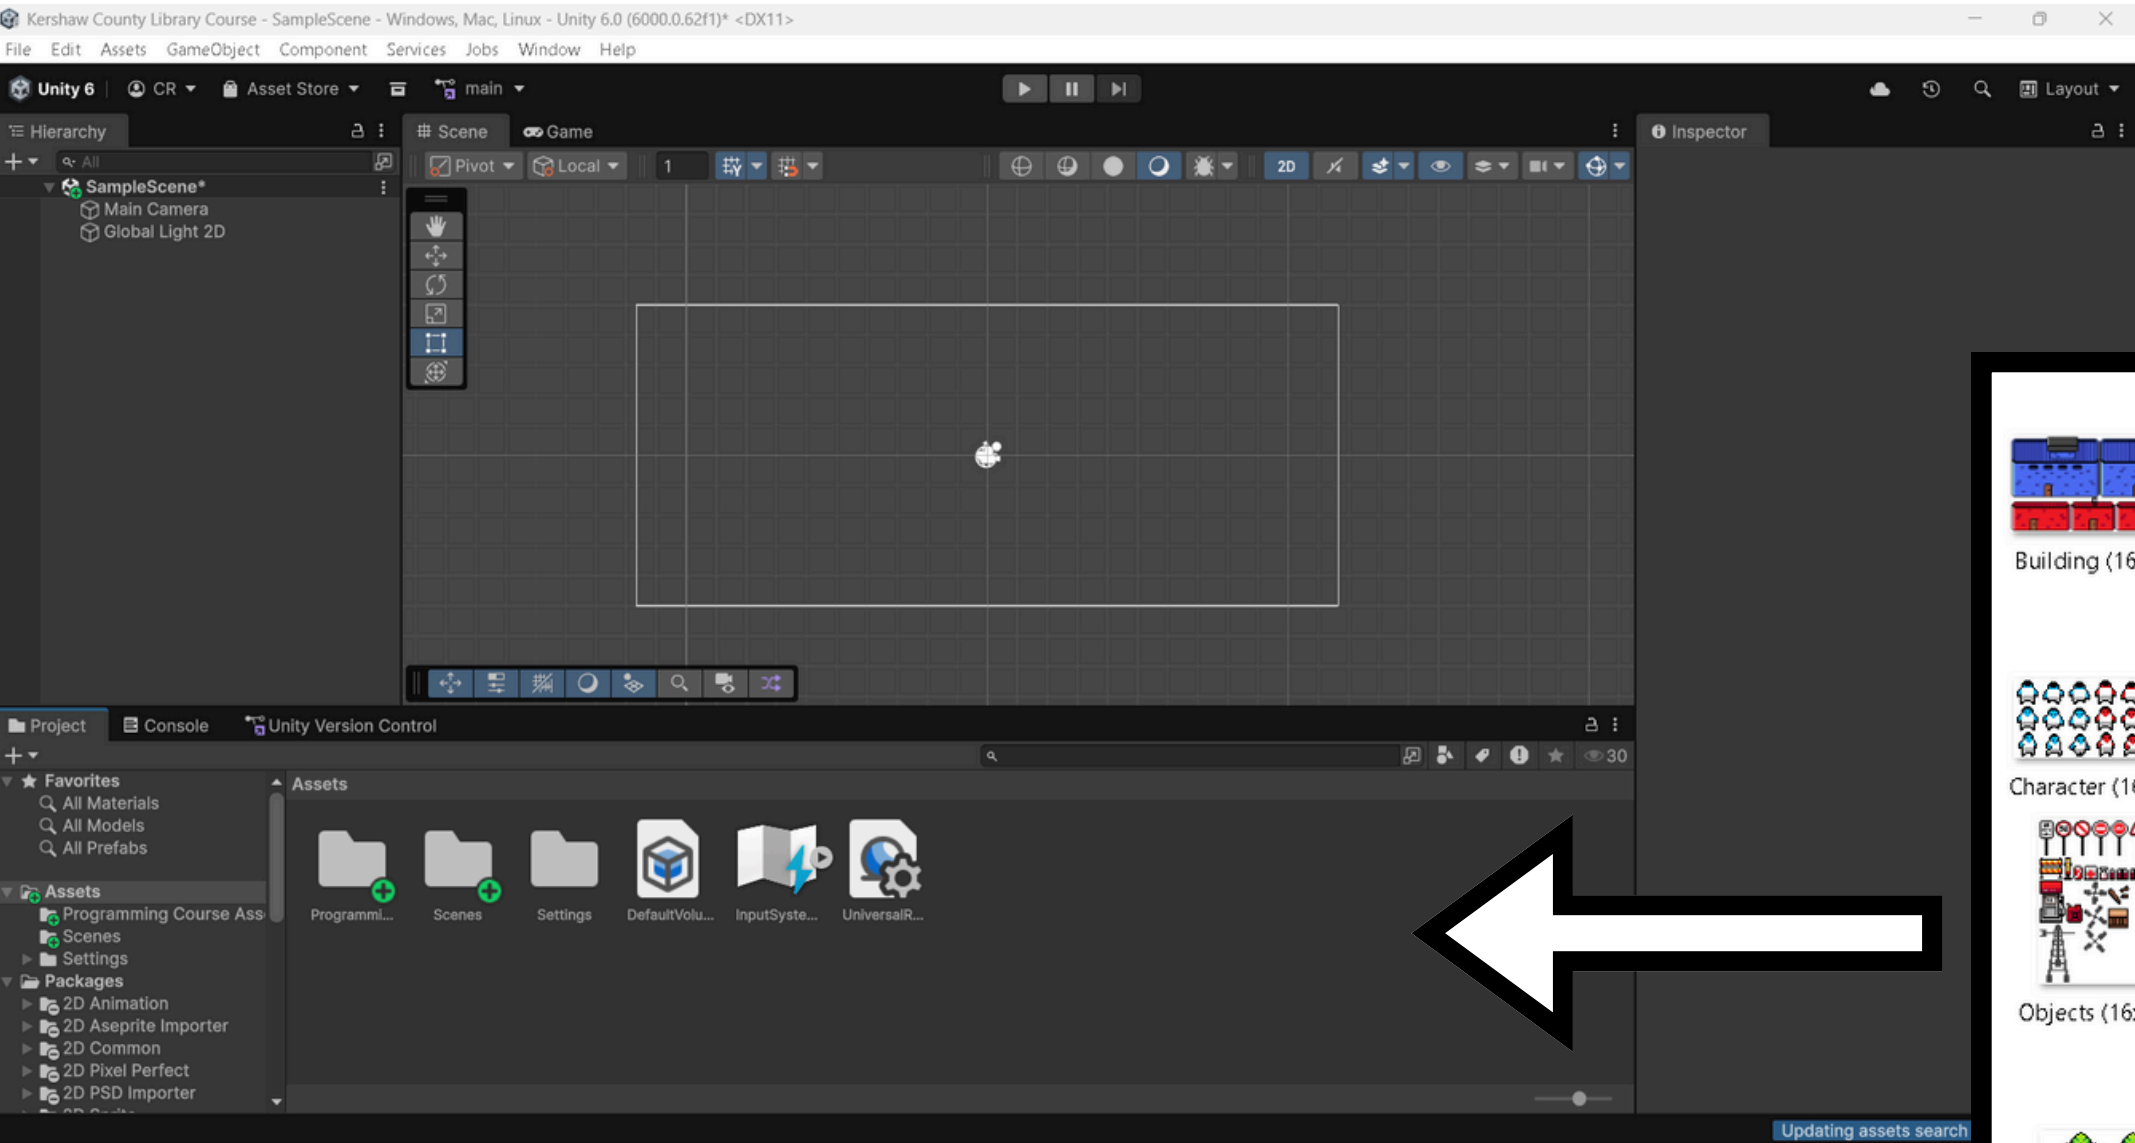 Kershaw County Library Course - SampleScene - Windows, Mac, Linux - Unity 6.0 (6000.0.62f1)* <DX11>
File Edit Assets GameObject Component Services Jobs Window Help
Unity 6 CR Asset Store main Layout
Hierarchy
Scene Game
Inspector
All
Pivot Local 1 2D
SampleScene*
Main Camera
Global Light 2D
Building (16
Character (16
Objects (16x
Project Console Unity Version Control
30
Favorites
All Materials
All Models
All Prefabs
Assets
Programming Course Ass
Scenes
Settings
Packages
2D Animation
2D Aseprite Importer
2D Common
2D Pixel Perfect
2D PSD Importer
Assets
Programmi... Scenes Settings DefaultVolu... InputSyste... UniversalR...
Updating assets search